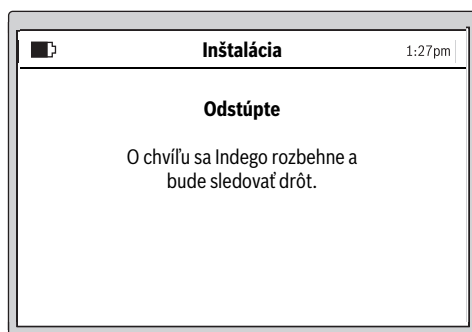 Inštalácia 1:27pm
Odstúpte
O chvíľu sa Indego rozbehne a
bude sledovať drôt.